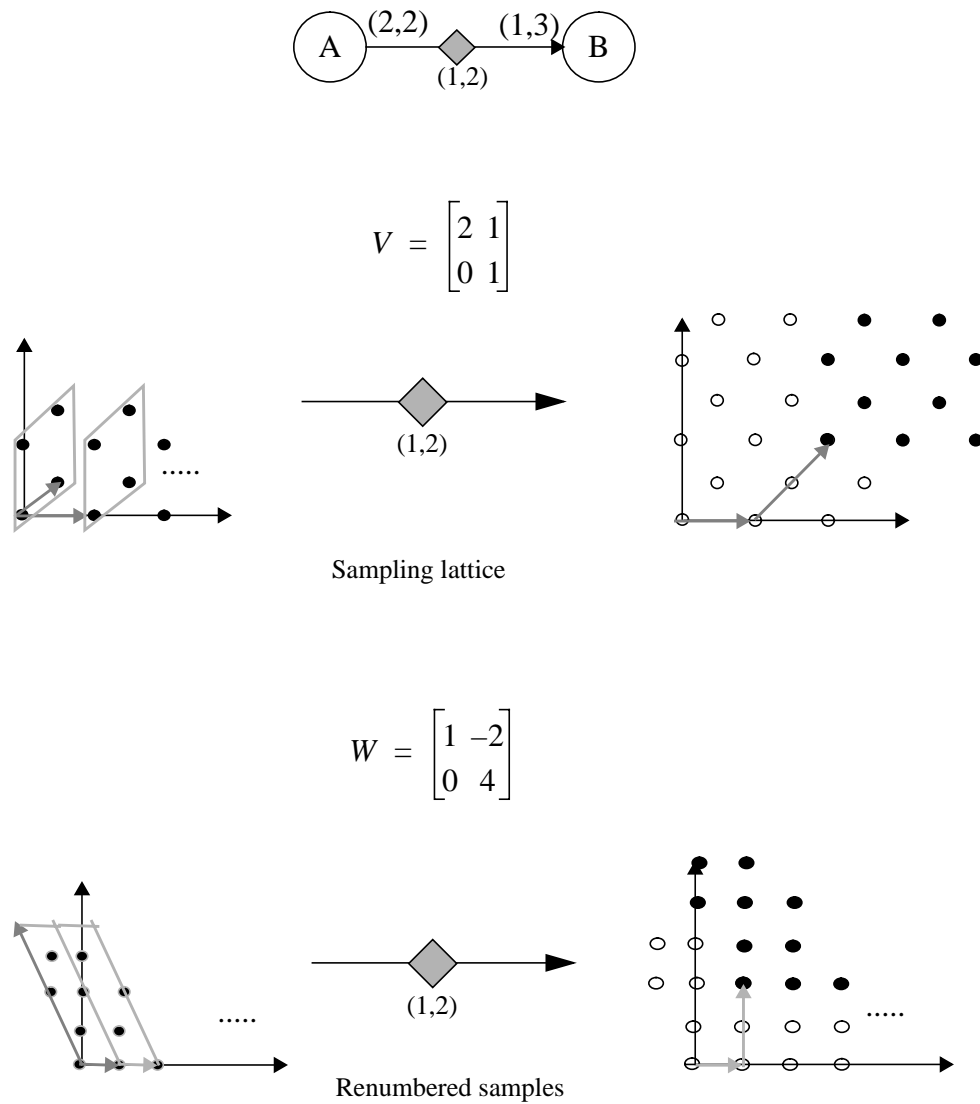 A (2,2) (1,3) B
(1,2)
V = [2 1
0 1]
(1,2)
.....
Sampling lattice
W = [1 –2
0 4]
(1,2)
..... .....
Renumbered samples